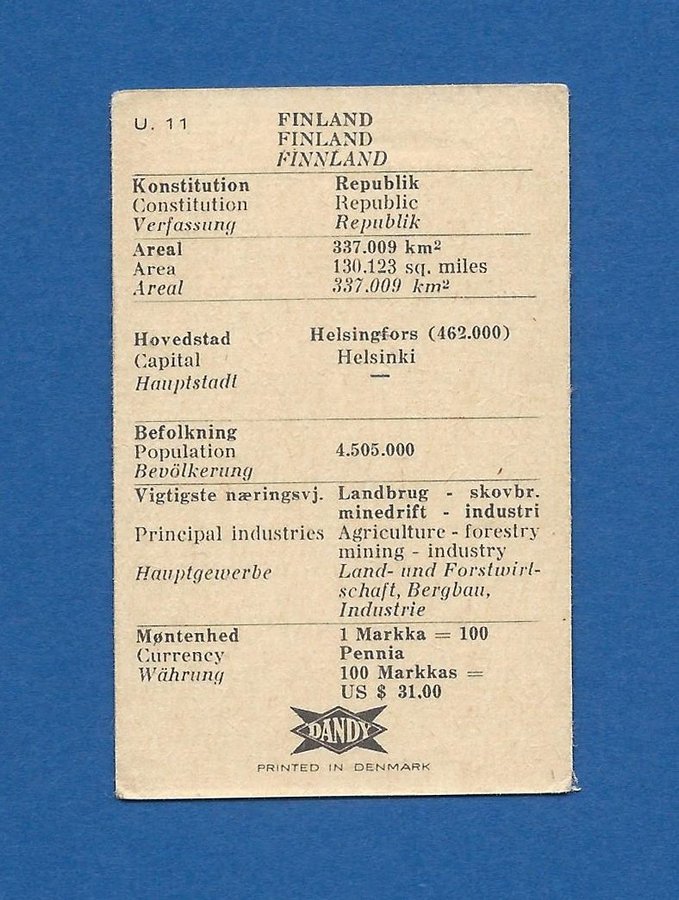 U. 11 FINLAND
FINLAND
FINNLAND
Konstitution Republik
Constitution Republic
Verfassung Republik
Areal 337.009 km²
Area 130.123 sq. miles
Areal 337.009 km²
Hovedstad Helsingfors (462.000)
Capital Helsinki
Hauptstadt —
Befolkning
Population 4.505.000
Bevölkerung
Vigtigste næringsvj. Landbrug - skovbr.
minedrift - industri
Principal industries Agriculture - forestry
mining - industry
Hauptgewerbe Land- und Forstwirt-
schaft, Bergbau,
Industrie
Møntenhed 1 Markka = 100
Currency Pennia
Währung 100 Markkas =
US $ 31.00
DANDY
PRINTED IN DENMARK